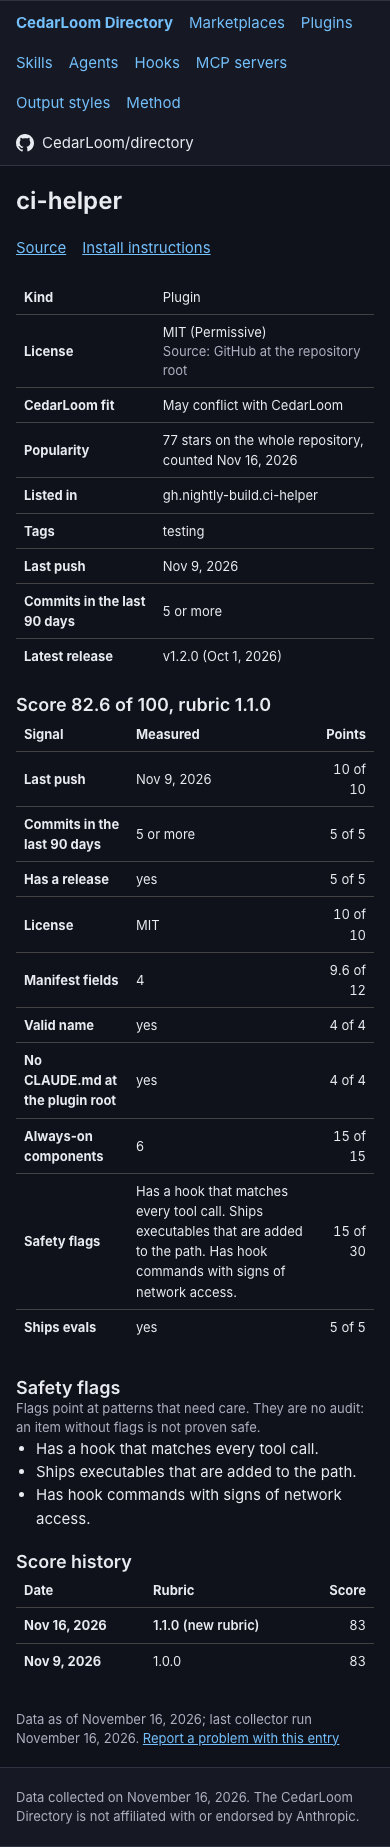 CedarLoom Directory Marketplaces Plugins
Skills Agents Hooks MCP servers
Output styles Method
CedarLoom/directory
ci-helper
Source Install instructions
Kind Plugin
License MIT (Permissive)
Source: GitHub at the repository
root
CedarLoom fit May conflict with CedarLoom
Popularity 77 stars on the whole repository,
counted Nov 16, 2026
Listed in gh.nightly-build.ci-helper
Tags testing
Last push Nov 9, 2026
Commits in the last
90 days 5 or more
Latest release v1.2.0 (Oct 1, 2026)
Score 82.6 of 100, rubric 1.1.0
Signal Measured Points
Last push Nov 9, 2026 10 of
10
Commits in the
last 90 days 5 or more 5 of 5
Has a release yes 5 of 5
License MIT 10 of
10
Manifest fields 4 9.6 of
12
Valid name yes 4 of 4
No
CLAUDE.md at yes 4 of 4
the plugin root
Always-on
components 6 15 of
15
Safety flags Has a hook that matches
every tool call. Ships
executables that are added
to the path. Has hook
commands with signs of
network access. 15 of
30
Ships evals yes 5 of 5
Safety flags
Flags point at patterns that need care. They are no audit:
an item without flags is not proven safe.
• Has a hook that matches every tool call.
• Ships executables that are added to the path.
• Has hook commands with signs of network
access.
Score history
Date Rubric Score
Nov 16, 2026 1.1.0 (new rubric) 83
Nov 9, 2026 1.0.0 83
Data as of November 16, 2026; last collector run
November 16, 2026. Report a problem with this entry
Data collected on November 16, 2026. The CedarLoom
Directory is not affiliated with or endorsed by Anthropic.